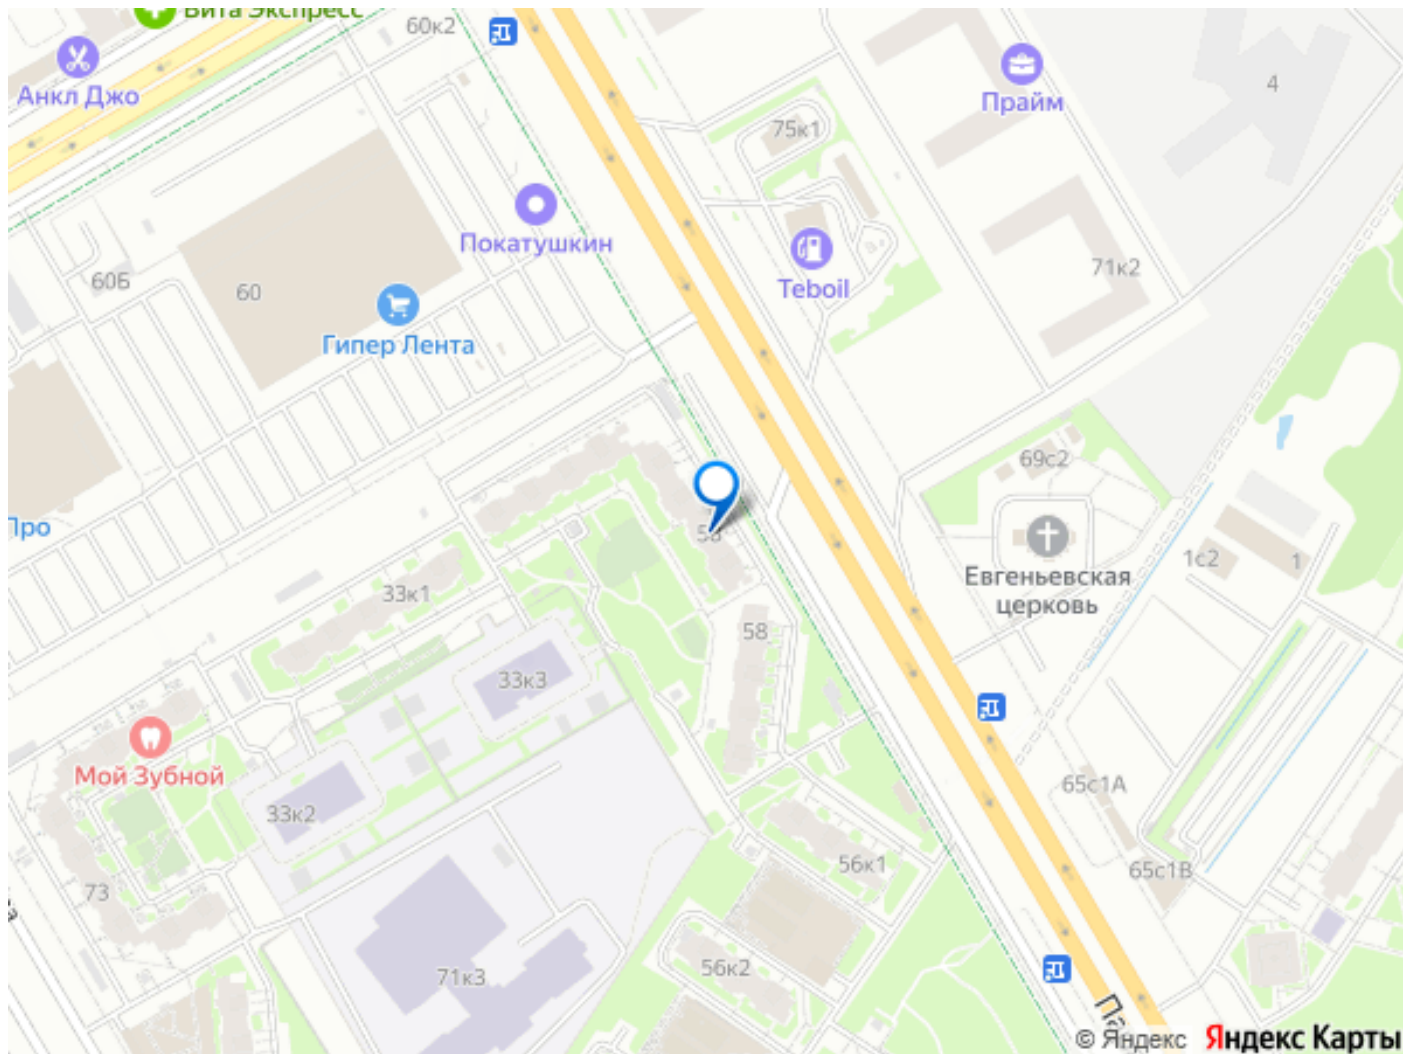 Вита Экспресс
60к2
Анкл Джо
Прайм
4
75к1
Покатушкин
Teboil
71к2
60Б
60
Гипер Лента
69с2
Про
Евгеньевская
церковь
1с2
1
33к1
58
33к3
Мой Зубной
33к2
65с1А
56к1
65с1В
73
56к2
71к3
© Яндекс
Яндекс Карты